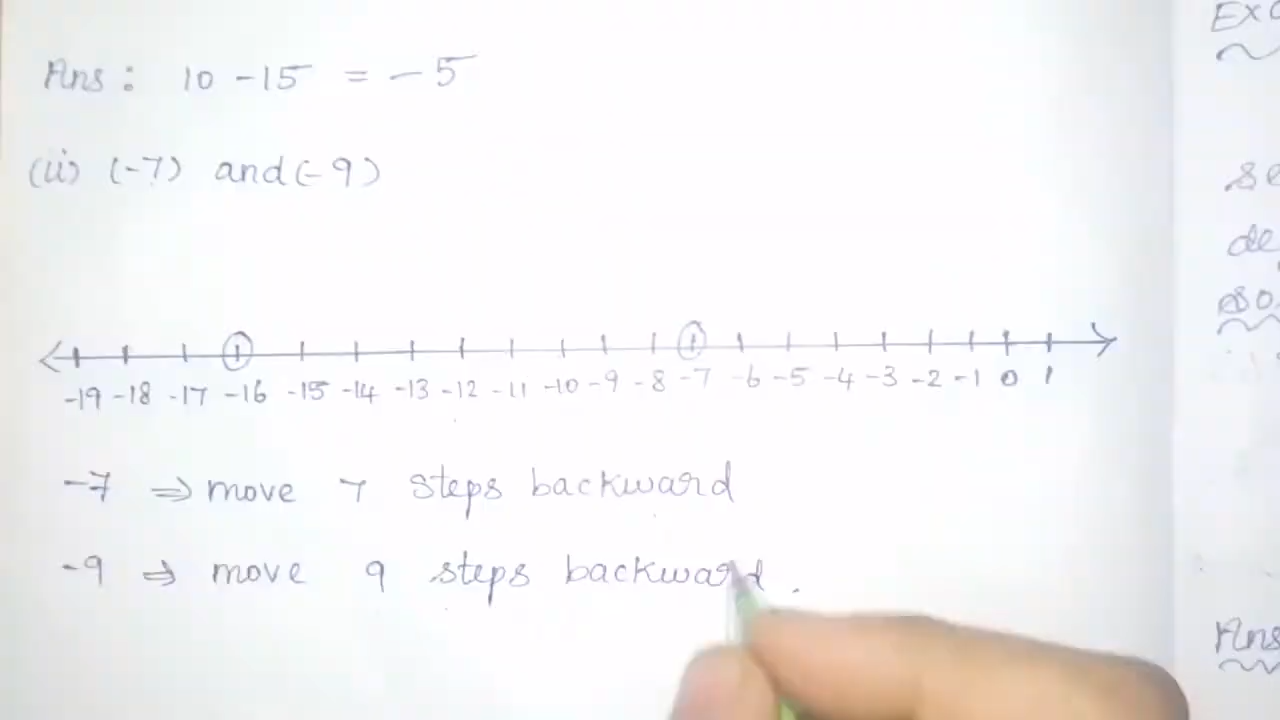 Ans : 10 - 15 = - 5
(ii) (-7) and (-9)
-19 -18 -17 -16 -15 -14 -13 -12 -11 -10 -9 -8 -7 -6 -5 -4 -3 -2 -1 0 1
-7 ⇒ move 7 steps backward
-9 ⇒ move 9 steps backward.
Ans